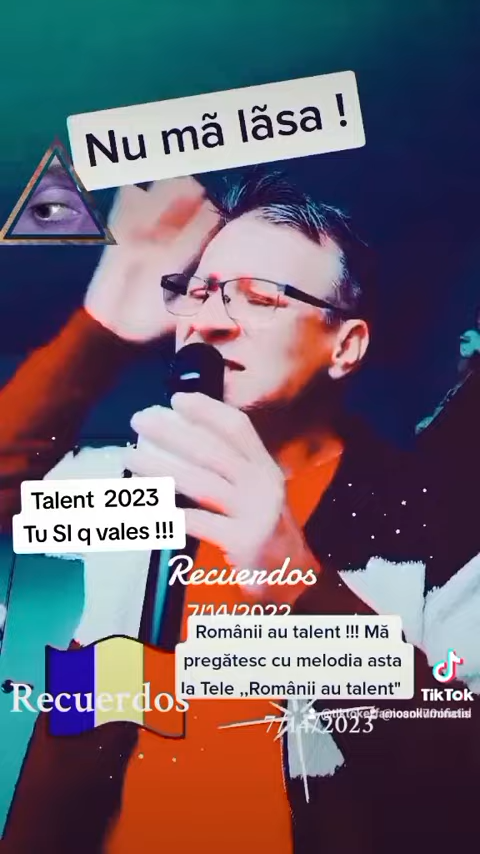 Nu mã lãsa !
Talent 2023
Tu SI q vales !!!
Recuerdos
7/14/2022
Românii au talent !!! Mă
pregătesc cu melodia asta
la Tele ,,Românii au talent"
Recuerdos
TikTok
7/14/2023